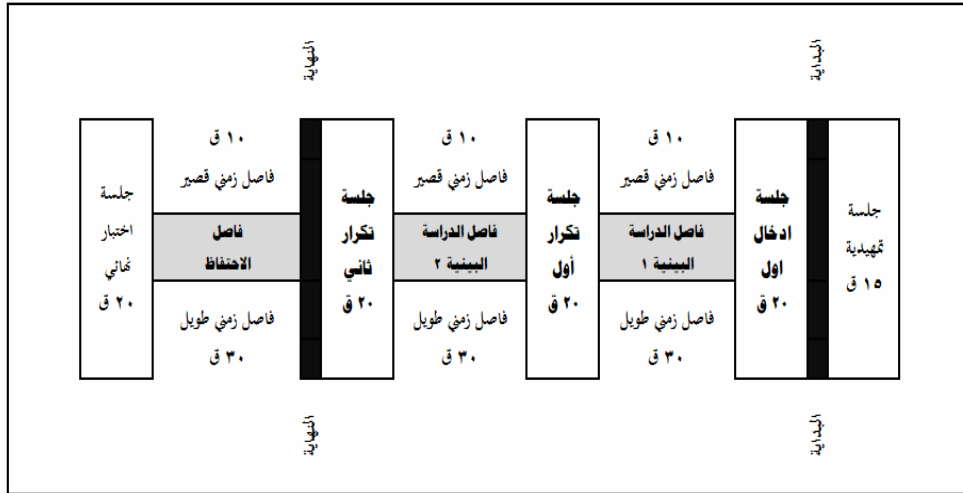 البداية
جلسة
تمهيدية
١٥ ق
البداية
جلسة
ادخال
اول
٢٠ ق
١٠ ق
فاصل زمني قصير
فاصل الدراسة
البينية ١
فاصل زمني طويل
٣٠ ق
جلسة
تكرار
أول
٢٠ ق
١٠ ق
فاصل زمني قصير
فاصل الدراسة
البينية ٢
فاصل زمني طويل
٣٠ ق
النهاية
جلسة
تكرار
ثاني
٢٠ ق
النهاية
١٠ ق
فاصل زمني قصير
فاصل
الاحتفاظ
فاصل زمني طويل
٣٠ ق
جلسة
اختبار
نهائي
٢٠ ق